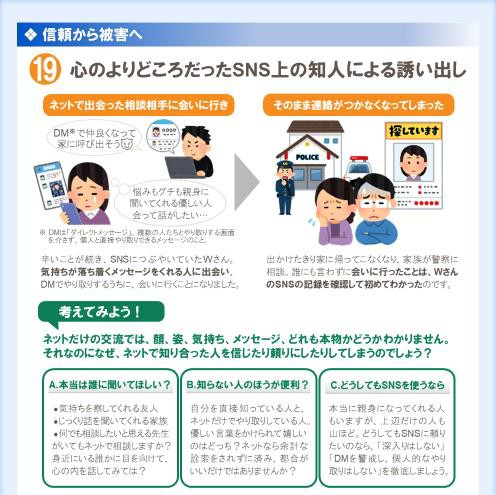 ❖ 信頼から被害へ
19 心のよりどころだったSNS上の知人による誘い出し
ネットで出会った相談相手に会いに行き
DM※で仲良くなって
家に呼び出そう
悩みもグチも親身に
聞いてくれる優しい人
会って話がしたい…
※ DMは「ダイレクトメッセージ」、複数の人たちとやり取りする画面
を介さず、個人と直接やり取りできるメッセージのこと。
辛いことが続き、SNSにつぶやいていたWさん。
気持ちが落ち着くメッセージをくれる人に出会い、
DMでやり取りするうちに、会いに行くことになりました。
そのまま連絡がつかなくなってしまった
POLICE
探しています
出かけたきり家に帰ってこなくなり、家族が警察に
相談。誰にも言わずに会いに行ったことは、Wさん
のSNSの記録を確認して初めてわかったのです。
考えてみよう！
ネットだけの交流では、顔、姿、気持ち、メッセージ、どれも本物かどうかわかりません。
それなのになぜ、ネットで知り合った人を信じたり頼りにしたりしてしまうのでしょう？
A.本当は誰に聞いてほしい？
●気持ちを察してくれる友人
●じっくり話を聞いてくれる家族
●何でも相談したいと思える先生
がいてもネットで相談しますか？
身近にいる誰かに目を向けて、
心の内を話してみては？
B.知らない人のほうが便利？
自分を直接知っている人と、
ネットだけでやり取りしている人。
優しい言葉をかけられて嬉しい
のはどっち？ネットなら余計な
詮索をされずに済み、都合が
いいだけではありませんか？
C.どうしてもSNSを使うなら
本当に親身になってくれる人
もいますが、上辺だけの人も
山ほど。どうしてもSNSに頼り
たいのなら、「深入りはしない」
「DMを警戒し、個人的なやり
取りはしない」を徹底しましょう。